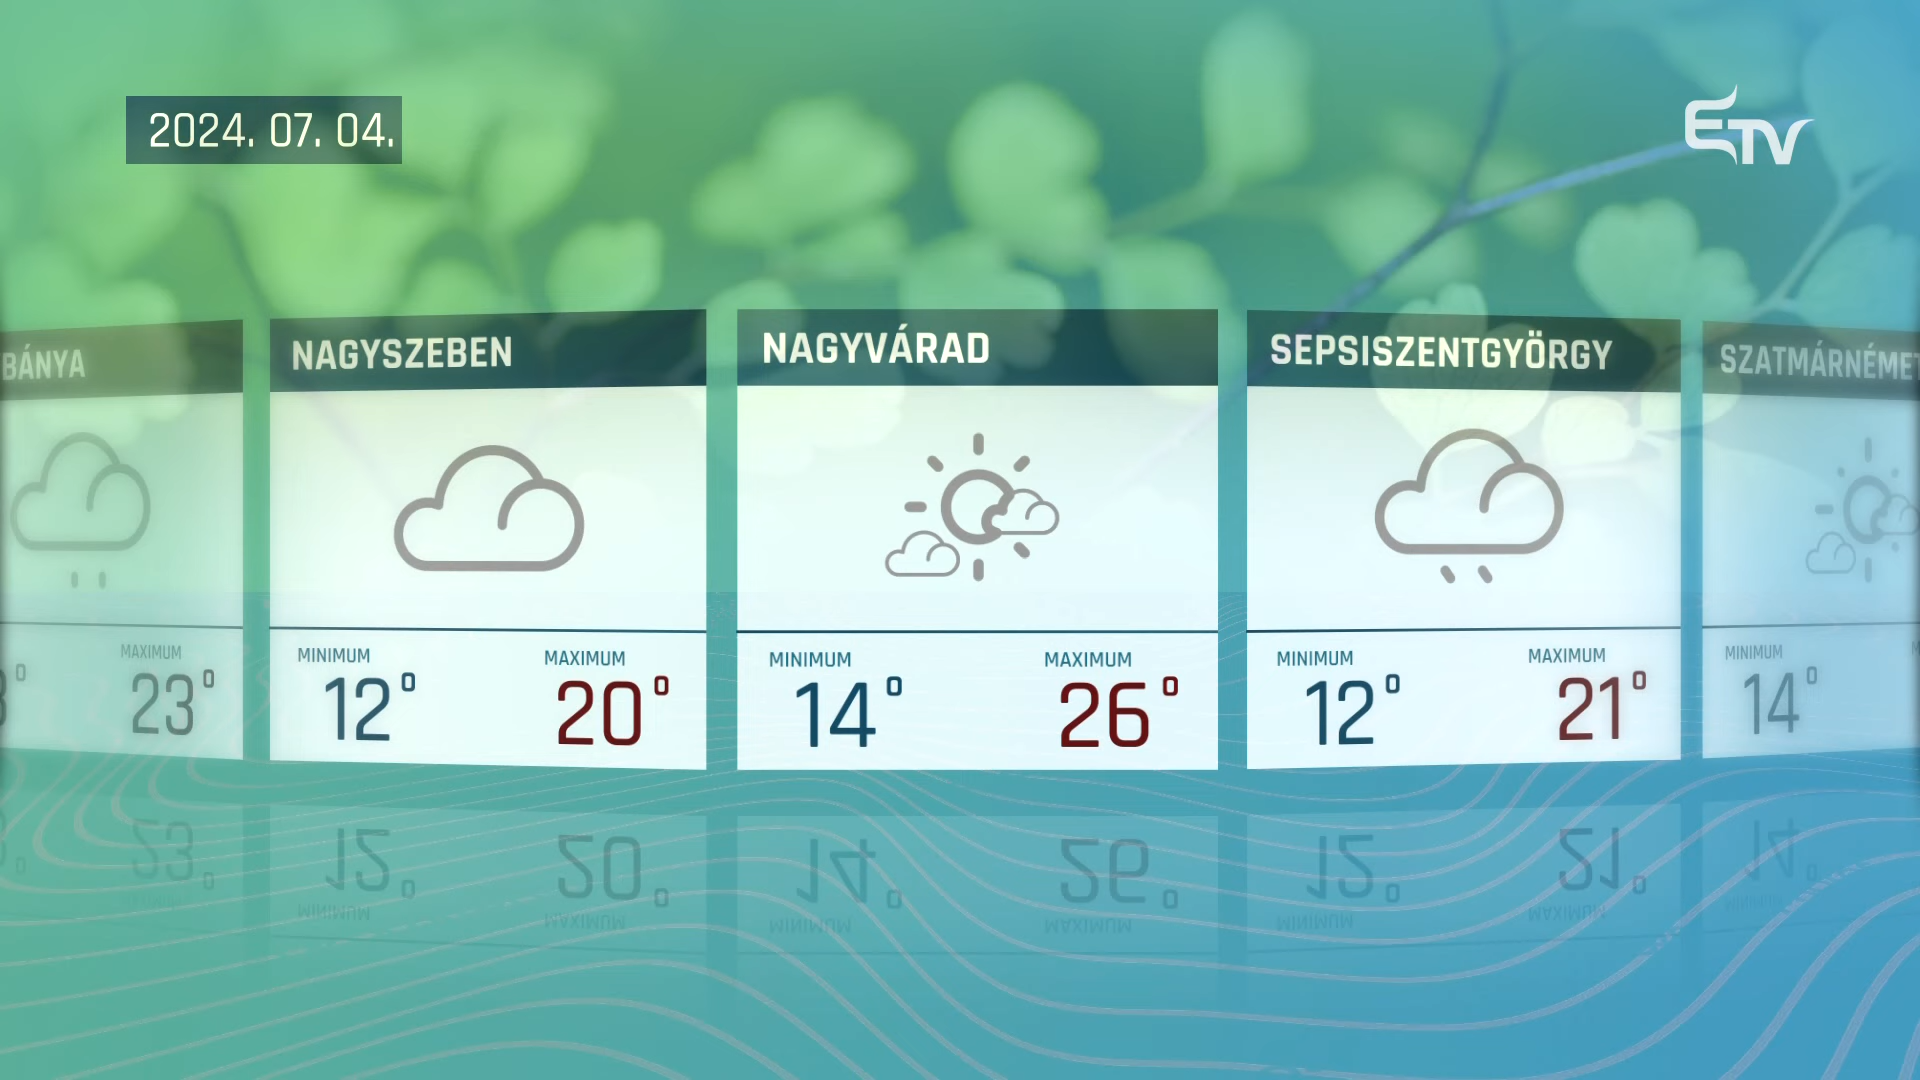 2024. 07. 04.
ETV
BÁNYA
MAXIMUM
23°
NAGYSZEBEN
MINIMUM
12°
MAXIMUM
20°
NAGYVÁRAD
MINIMUM
14°
MAXIMUM
26°
SEPSISZENTGYÖRGY
MINIMUM
12°
MAXIMUM
21°
SZATMÁRNÉMET
MINIMUM
14°